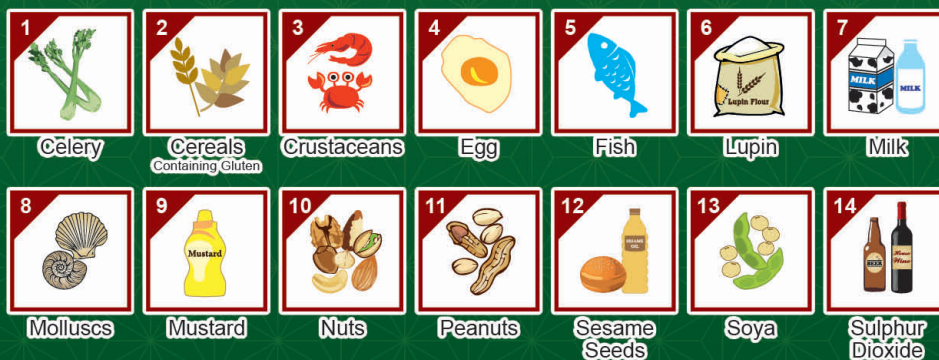 1 2 3 4 5 6 7
Lupin Flour
MILK MILK
Celery Cereals Crustaceans Egg Fish Lupin Milk
Containing Gluten
8 9 10 11 12 13 14
Mustard
SESAME
OIL
BEER
House
Wine
Molluscs Mustard Nuts Peanuts Sesame Soya Sulphur
Seeds Dioxide